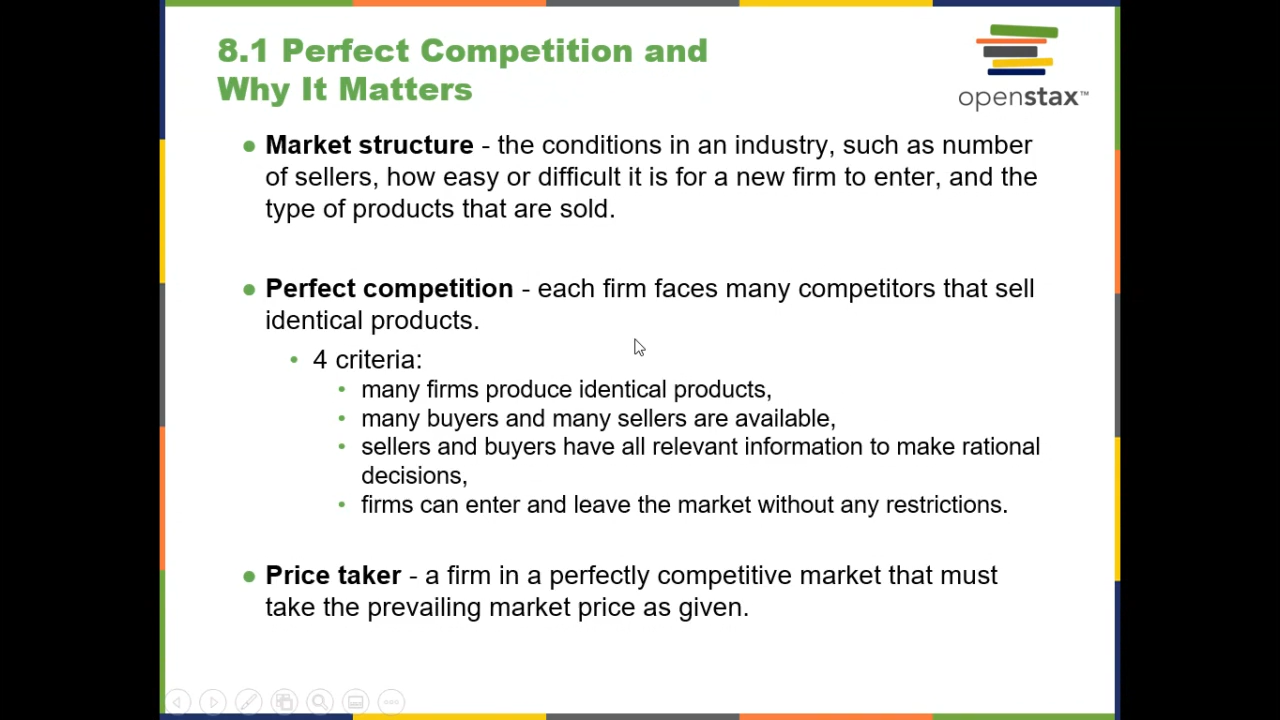 8.1 Perfect Competition and
Why It Matters
openstax™
Market structure - the conditions in an industry, such as number
of sellers, how easy or difficult it is for a new firm to enter, and the
type of products that are sold.
Perfect competition - each firm faces many competitors that sell
identical products.
4 criteria:
many firms produce identical products,
many buyers and many sellers are available,
sellers and buyers have all relevant information to make rational
decisions,
firms can enter and leave the market without any restrictions.
Price taker - a firm in a perfectly competitive market that must
take the prevailing market price as given.